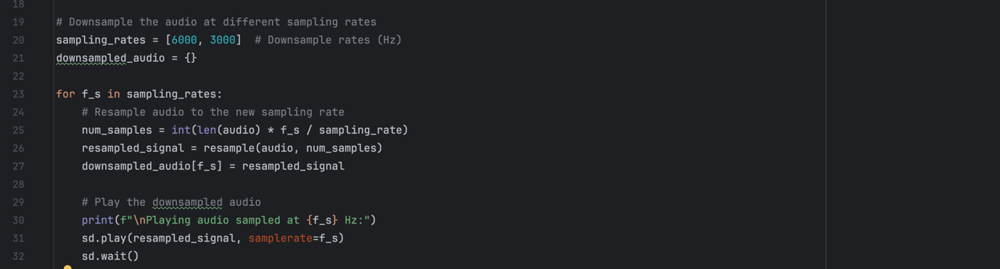 18
19 # Downsample the audio at different sampling rates
20 sampling_rates = [6000, 3000]  # Downsample rates (Hz)
21 downsampled_audio = {}
22
23 for f_s in sampling_rates:
24     # Resample audio to the new sampling rate
25     num_samples = int(len(audio) * f_s / sampling_rate)
26     resampled_signal = resample(audio, num_samples)
27     downsampled_audio[f_s] = resampled_signal
28
29     # Play the downsampled audio
30     print(f"\nPlaying audio sampled at {f_s} Hz:")
31     sd.play(resampled_signal, samplerate=f_s)
32     sd.wait()